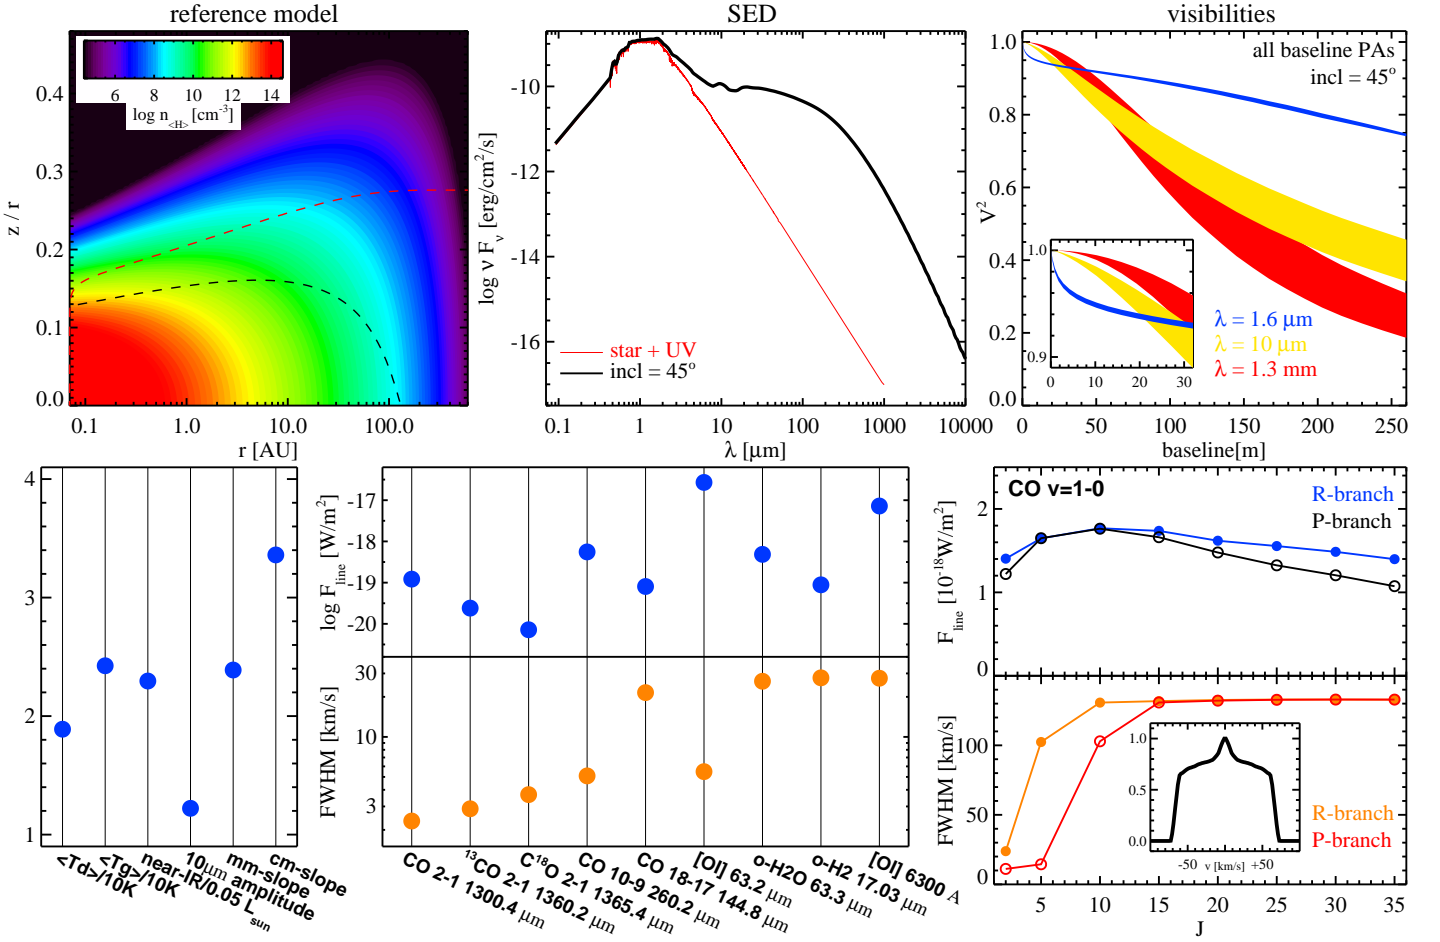 reference model
SED
visibilities
6 8 10 12 14
log n<H> [cm-3]
0.4
0.3
0.2
0.1
0.0
z / r
0.1 1.0 10.0 100.0
r [AU]
-10
-12
-14
-16
log ν Fν [erg/cm2/s]
star + UV
incl = 45o
0.1 1 10 100 1000 10000
λ [μm]
all baseline PAs
incl = 45o
1.0
0.8
0.6
0.4
0.2
0.0
V2
1.0
0.9
0 10 20 30
λ = 1.6 μm
λ = 10 μm
λ = 1.3 mm
0 50 100 150 200 250
baseline[m]
4
3
2
1
<Td>/10K
<Tg>/10K
near-IR/0.05 Lsun
10μm amplitude
mm-slope
cm-slope
-17
-18
-19
-20
log Fline [W/m2]
30
10
3
FWHM [km/s]
CO 2-1 1300.4 μm
13CO 2-1 1360.2 μm
C18O 2-1 1365.4 μm
CO 10-9 260.2 μm
CO 18-17 144.8 μm
[OI] 63.2 μm
o-H2O 63.3 μm
o-H2 17.03 μm
[OI] 6300 A
CO v=1-0
R-branch
P-branch
2
1
0
Fline [10-18W/m2]
100
50
0
FWHM [km/s]
1.0
0.5
0.0
-50 v [km/s] +50
R-branch
P-branch
5 10 15 20 25 30 35
J